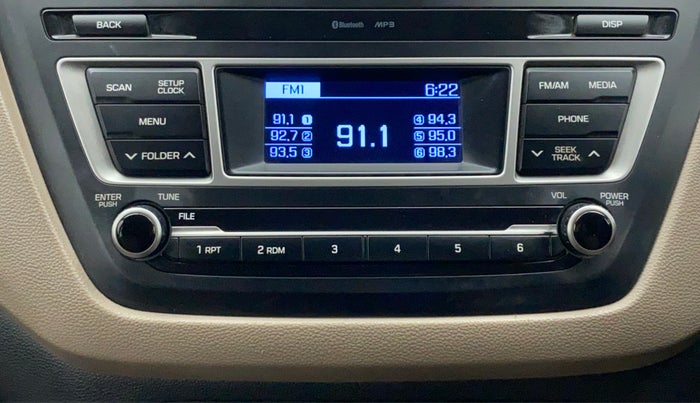 BACK
Bluetooth MP3
DISP
SCAN
SETUP
CLOCK
MENU
FOLDER
FM1 6:22
91.1 1
92.7 2
93.5 3
91.1
4 94.3
5 95.0
6 98.3
FM/AM MEDIA
PHONE
SEEK
TRACK
ENTER
PUSH
TUNE
FILE
VOL
POWER
PUSH
1 RPT 2 RDM 3 4 5 6